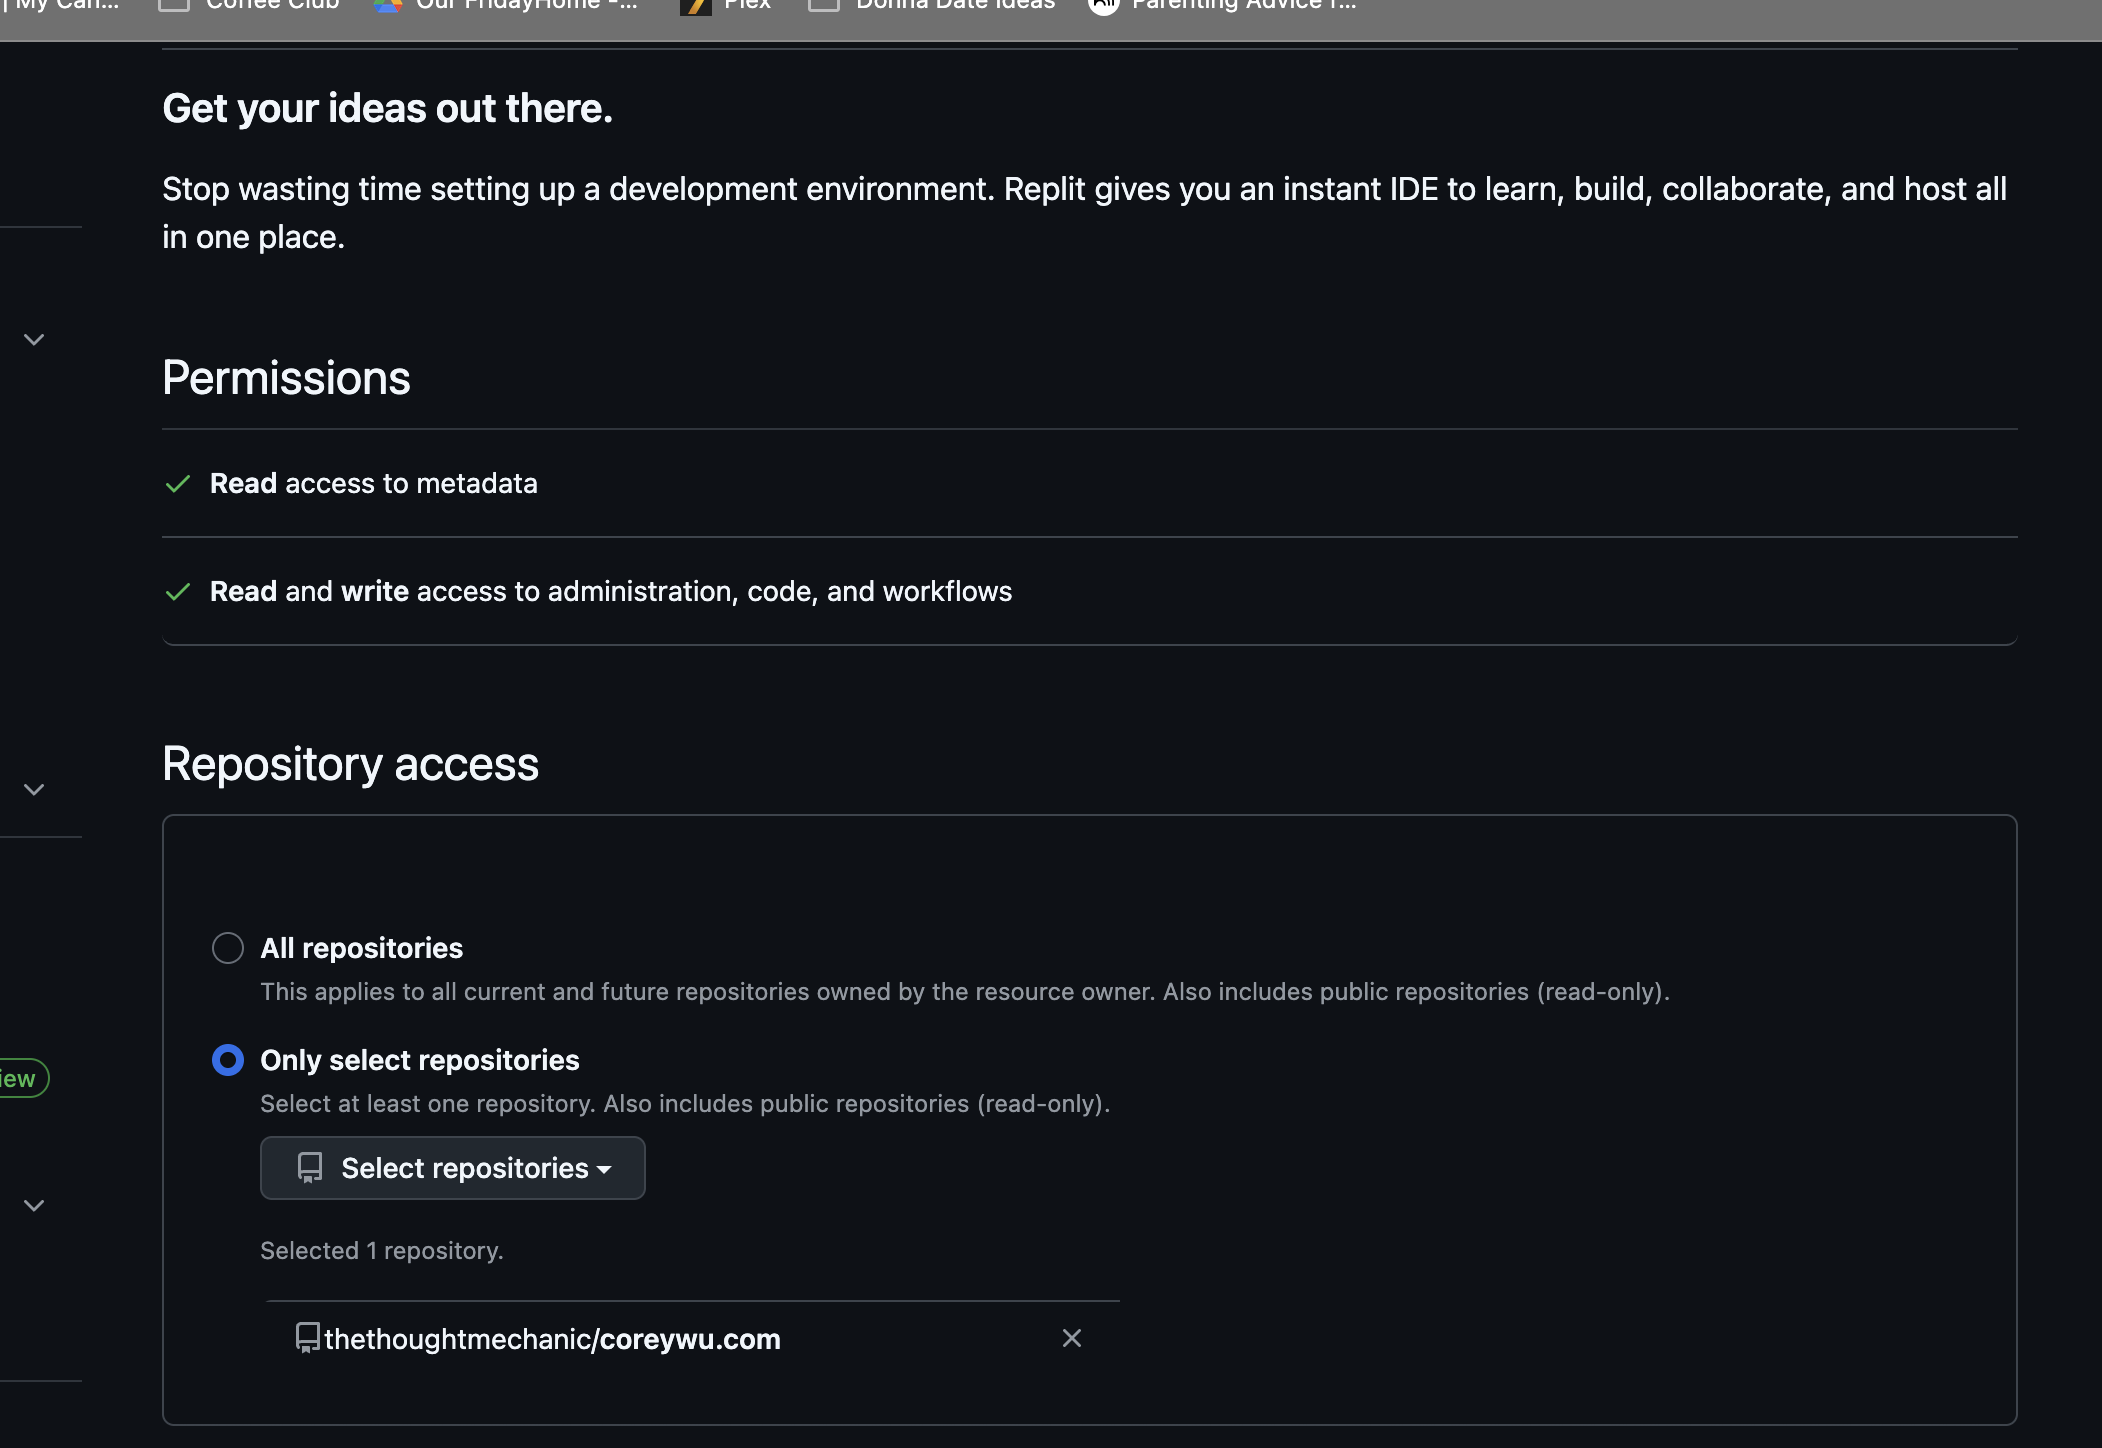 | My Can...
Coffee Club
Our FridayHome -...
Plex
Donna Date Ideas
Parenting Advice f...
Get your ideas out there.
Stop wasting time setting up a development environment. Replit gives you an instant IDE to learn, build, collaborate, and host all
in one place.
Permissions
Read access to metadata
Read and write access to administration, code, and workflows
Repository access
All repositories
This applies to all current and future repositories owned by the resource owner. Also includes public repositories (read-only).
Only select repositories
Select at least one repository. Also includes public repositories (read-only).
iew
Select repositories
Selected 1 repository.
thethoughtmechanic/coreywu.com